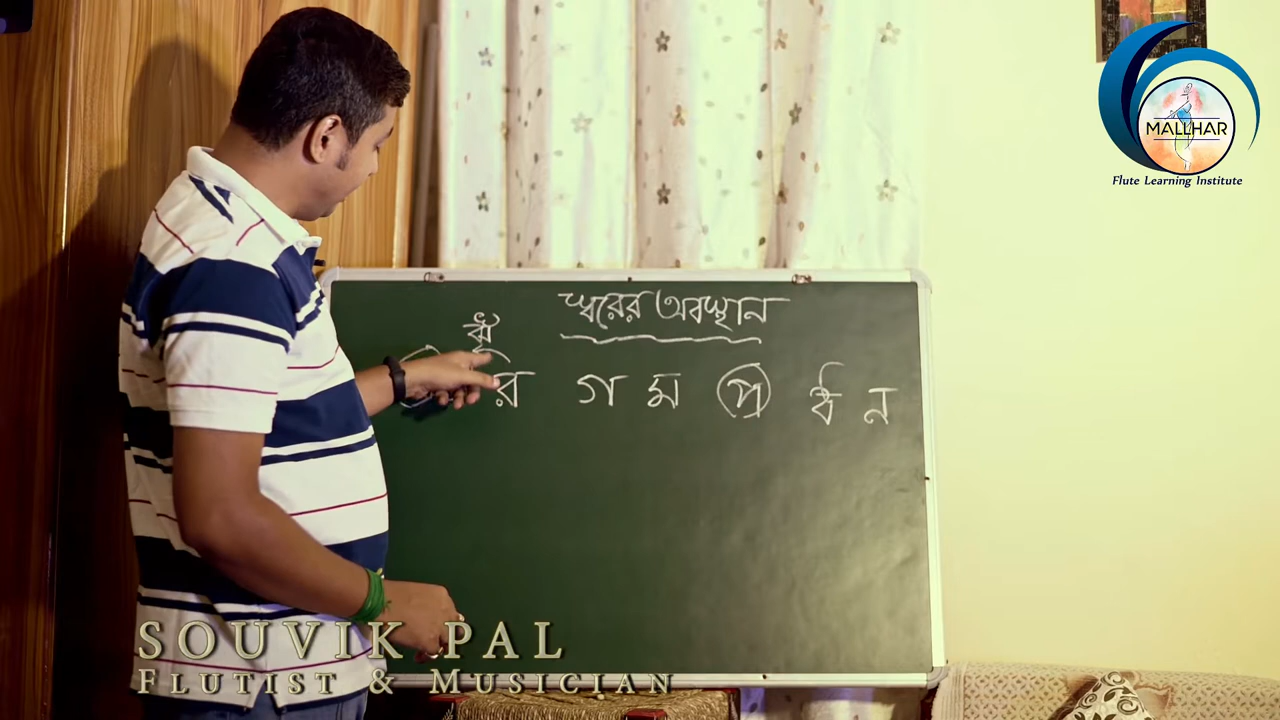 MALLHAR
Flute Learning Institute
স্বরের অবস্থান
ঋ
র গ ম প ধ ন
SOUVIK PAL
FLUTIST & MUSICIAN